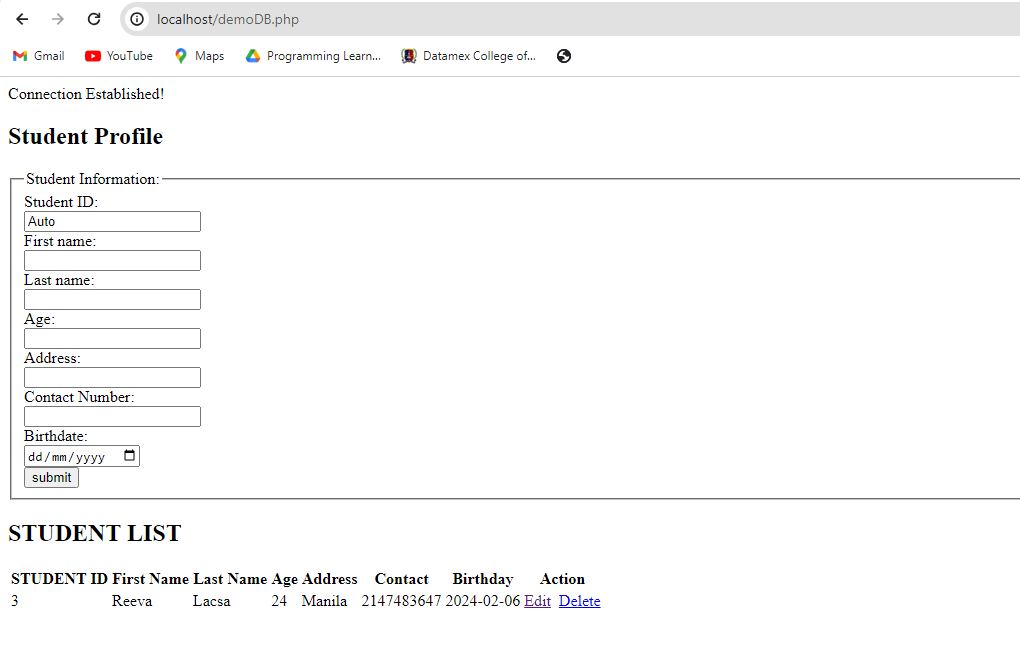 localhost/demoDB.php
Gmail YouTube Maps Programming Learn... Datamex College of...
Connection Established!
Student Profile
Student Information:
Student ID:
Auto
First name:
Last name:
Age:
Address:
Contact Number:
Birthdate:
dd/mm/yyyy
submit
STUDENT LIST
STUDENT ID First Name Last Name Age Address Contact Birthday Action
3 Reeva Lacsa 24 Manila 2147483647 2024-02-06 Edit Delete